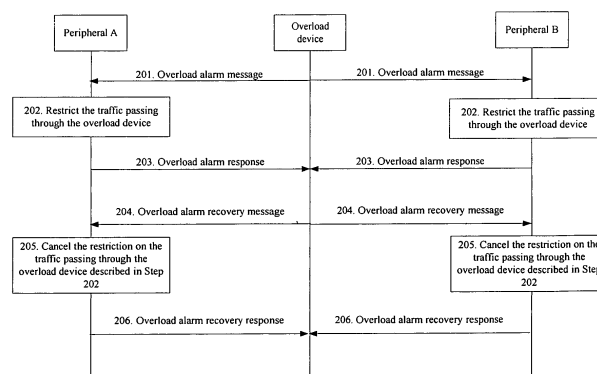 Peripheral A
Overload
device
Peripheral B
201. Overload alarm message
201. Overload alarm message
202. Restrict the traffic passing
through the overload device
202. Restrict the traffic passing
through the overload device
203. Overload alarm response
203. Overload alarm response
204. Overload alarm recovery message
204. Overload alarm recovery message
205. Cancel the restriction on the
traffic passing through the
overload device described in Step
202
205. Cancel the restriction on the
traffic passing through the
overload device described in Step
202
206. Overload alarm recovery response
206. Overload alarm recovery response